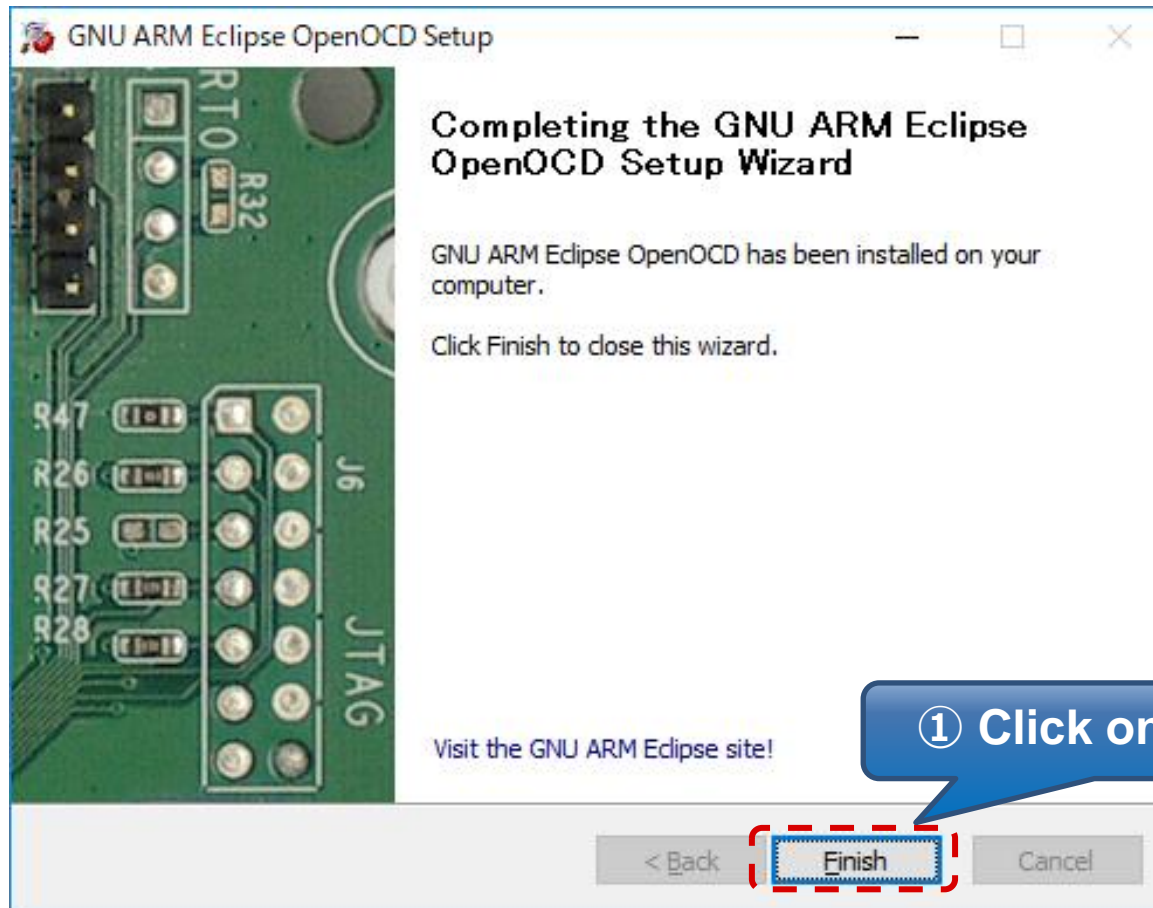 GNU ARM Eclipse OpenOCD Setup
Completing the GNU ARM Eclipse
OpenOCD Setup Wizard
GNU ARM Eclipse OpenOCD has been installed on your
computer.
Click Finish to close this wizard.
RTO
R32
R47
R26
J6
R25
R27
R28
JTAG
① Click on
Visit the GNU ARM Eclipse site!
< Back
Finish
Cancel